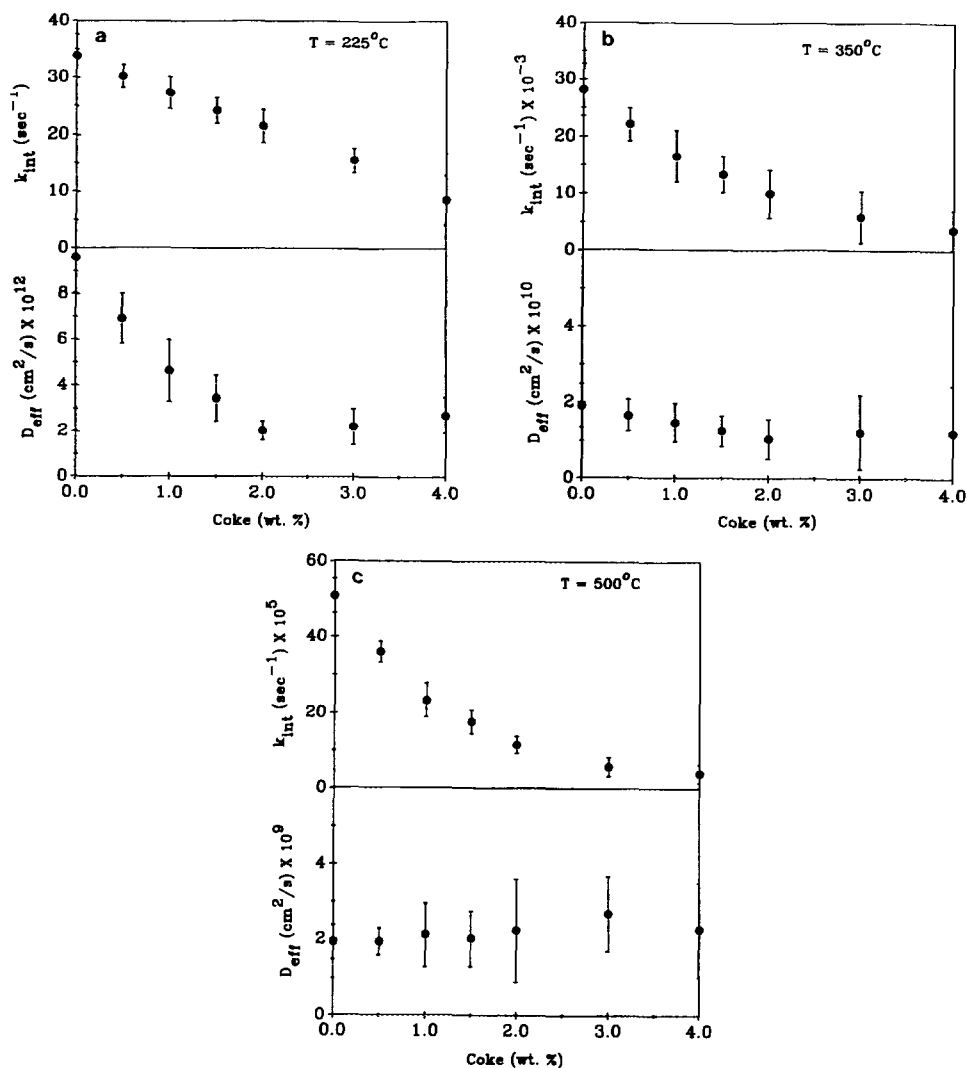 a
T = 225°C
40
30
20
10
0
k_int (sec⁻¹)
8
6
4
2
0
D_eff (cm²/s) X 10¹²
0.0 1.0 2.0 3.0 4.0
Coke (wt. %)
b
T = 350°C
40
30
20
10
0
k_int (sec⁻¹) X 10⁻³
4
2
0
D_eff (cm²/s) X 10¹⁰
0.0 1.0 2.0 3.0 4.0
Coke (wt. %)
c
T = 500°C
60
40
20
0
k_int (sec⁻¹) X 10⁵
4
2
0
D_eff (cm²/s) X 10⁹
0.0 1.0 2.0 3.0 4.0
Coke (wt. %)